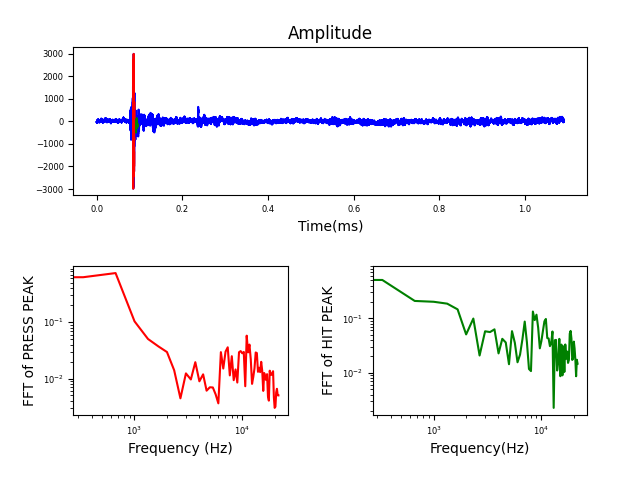 Amplitude
3000
2000
1000
0
−1000
−2000
−3000
0.0 0.2 0.4 0.6 0.8 1.0
Time(ms)
FFT of PRESS PEAK
10⁻¹
10⁻²
10³ 10⁴
Frequency (Hz)
FFT of HIT PEAK
10⁻¹
10⁻²
10³ 10⁴
Frequency(Hz)